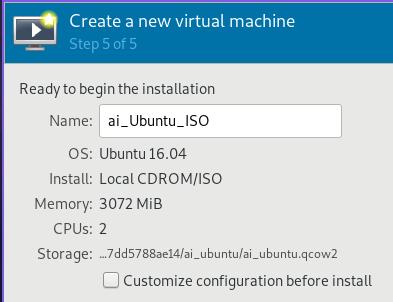 Create a new virtual machine
Step 5 of 5
Ready to begin the installation
Name: ai_Ubuntu_ISO
OS: Ubuntu 16.04
Install: Local CDROM/ISO
Memory: 3072 MiB
CPUs: 2
Storage: ...7dd5788ae14/ai_ubuntu/ai_ubuntu.qcow2
Customize configuration before install